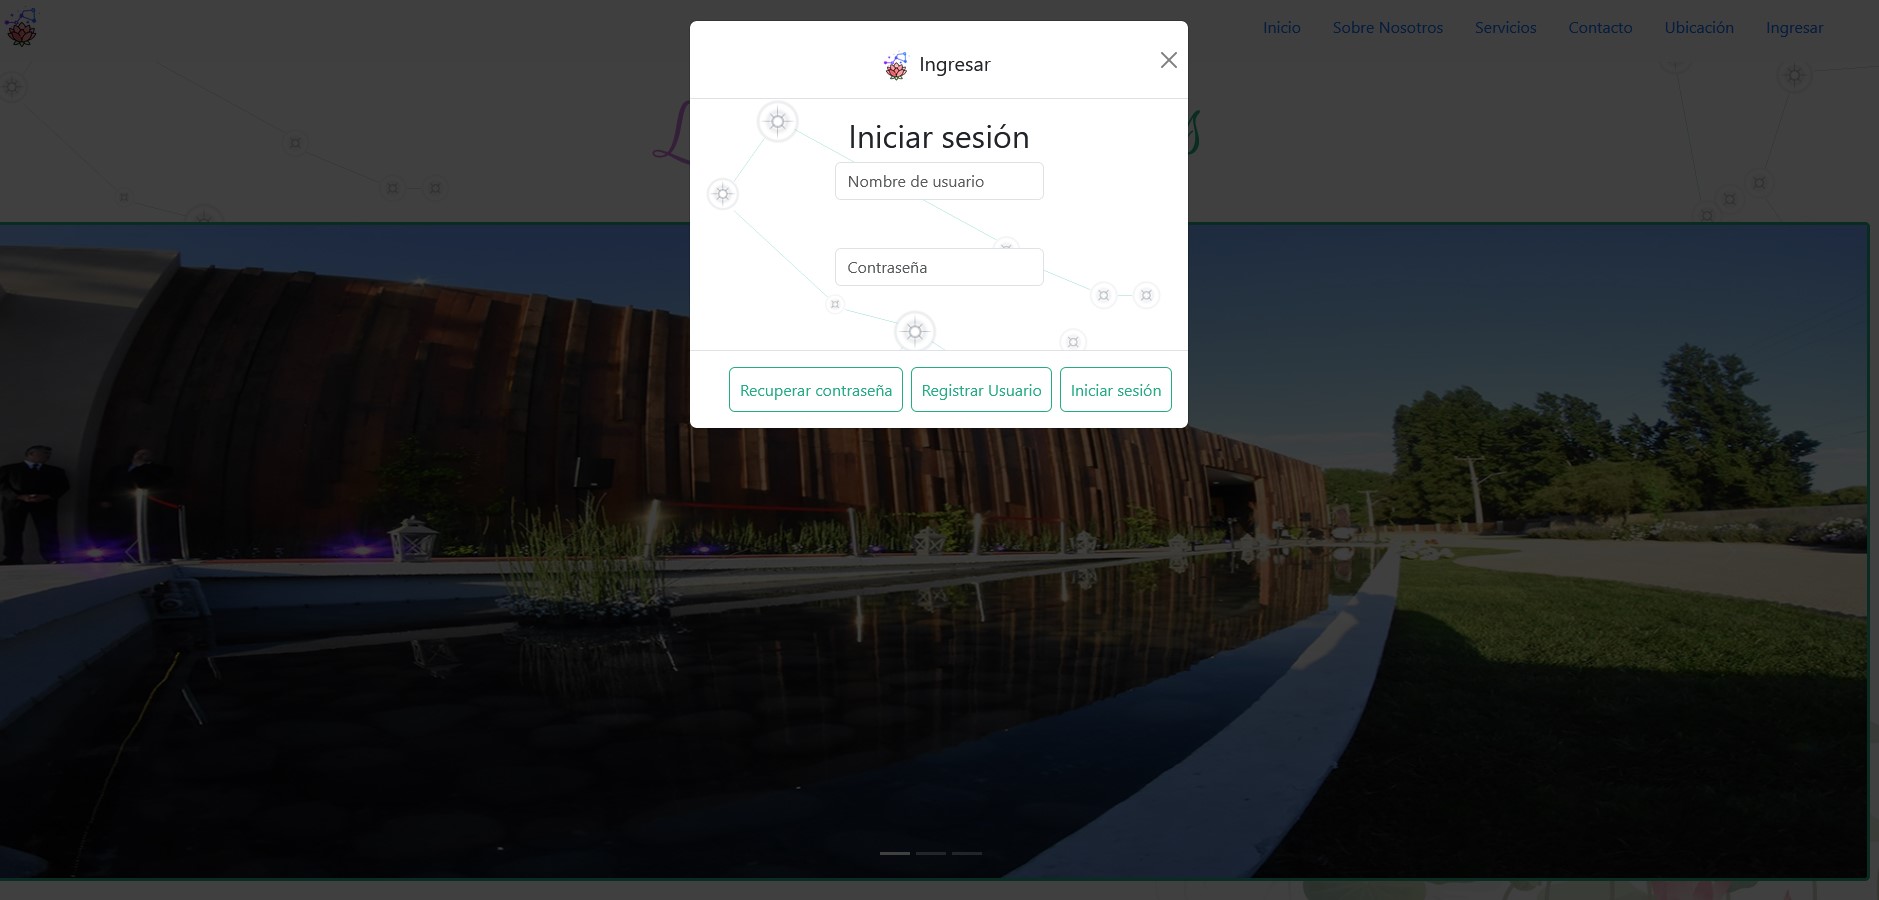 Inicio Sobre Nosotros Servicios Contacto Ubicación Ingresar
Ingresar
Iniciar sesión
Nombre de usuario
Contraseña
Recuperar contraseña Registrar Usuario Iniciar sesión